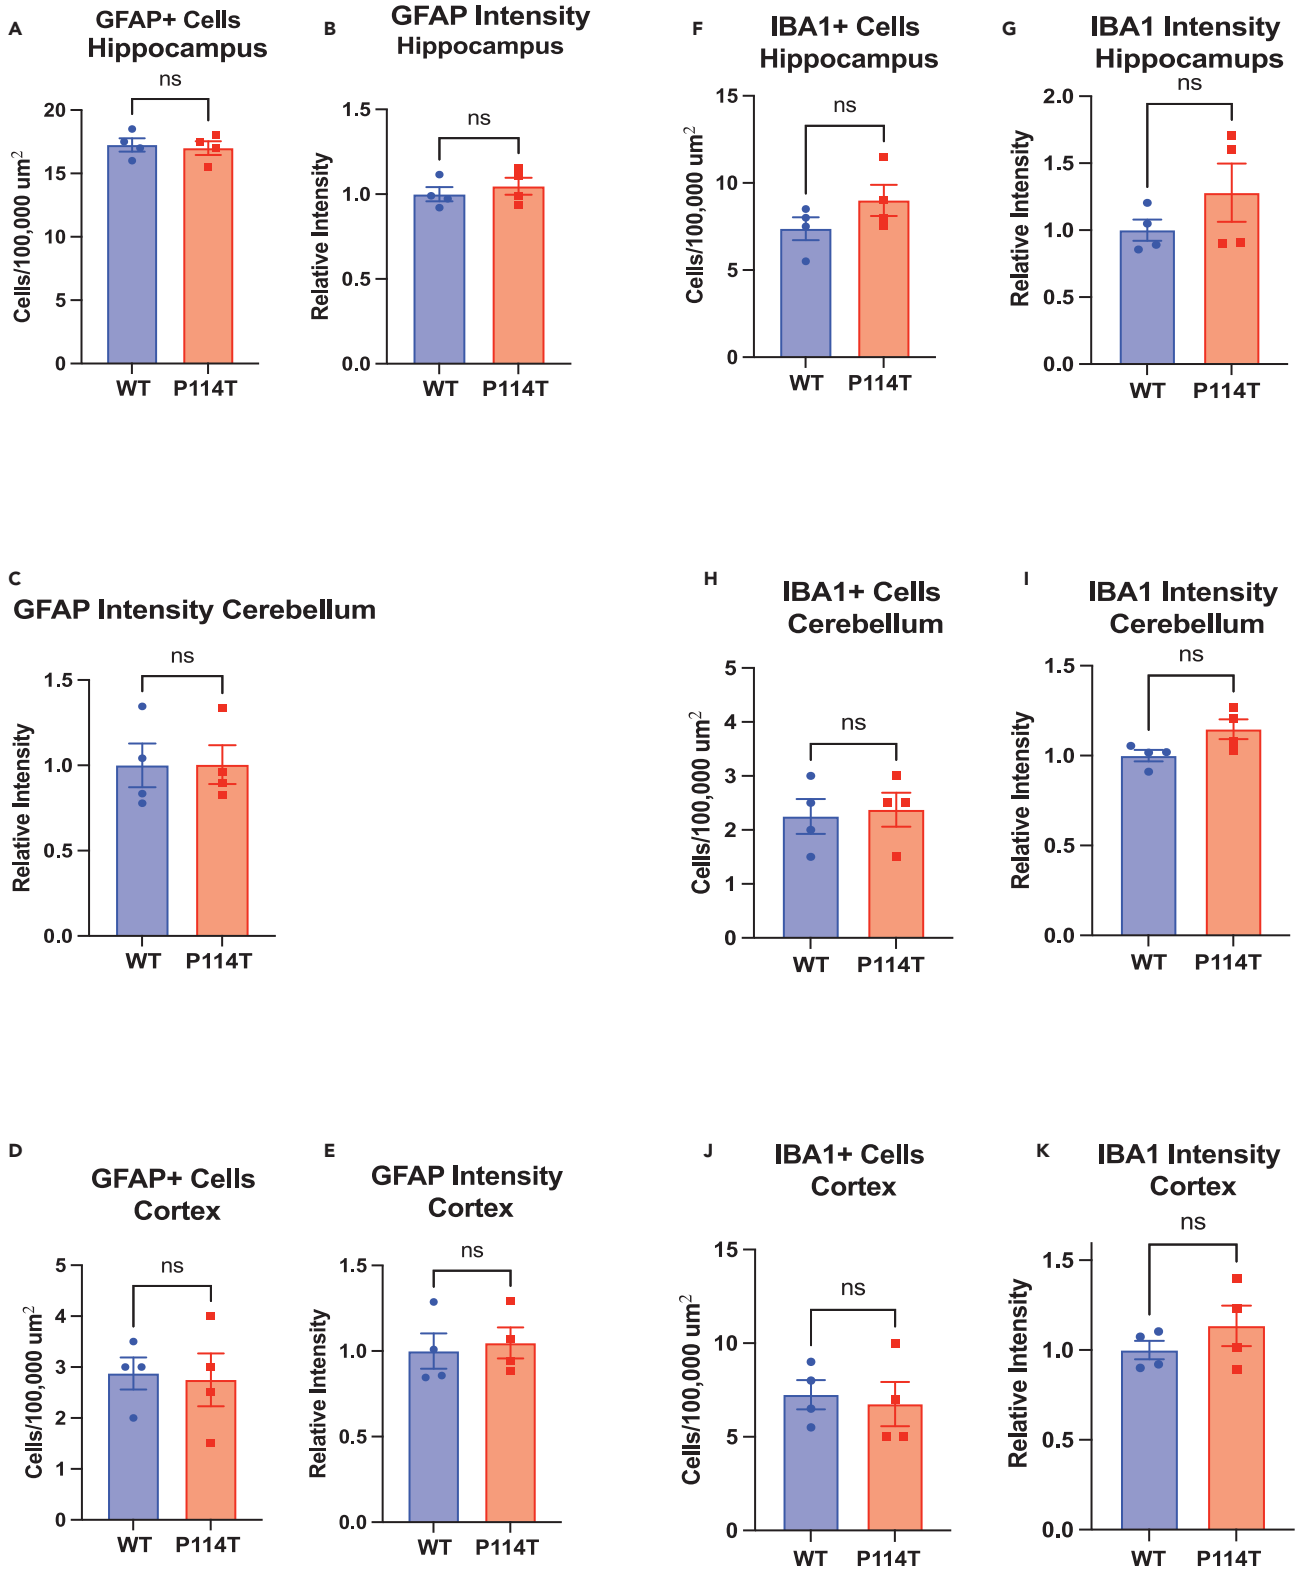 A
GFAP+ Cells
Hippocampus
ns
Cells/100,000 um²
20
15
10
5
0
WT P114T
B
GFAP Intensity
Hippocampus
ns
Relative Intensity
1.5
1.0
0.5
0.0
WT P114T
F
IBA1+ Cells
Hippocampus
ns
Cells/100,000 um²
15
10
5
0
WT P114T
G
IBA1 Intensity
Hippocamups
ns
Relative Intensity
2.0
1.5
1.0
0.5
0.0
WT P114T
C
GFAP Intensity Cerebellum
ns
Relative Intensity
1.5
1.0
0.5
0.0
WT P114T
H
IBA1+ Cells
Cerebellum
ns
Cells/100,000 um²
5
4
3
2
1
0
WT P114T
I
IBA1 Intensity
Cerebellum
ns
Relative Intensity
1.5
1.0
0.5
0.0
WT P114T
D
GFAP+ Cells
Cortex
ns
Cells/100,000 um²
5
4
3
2
1
0
WT P114T
E
GFAP Intensity
Cortex
ns
Relative Intensity
1.5
1.0
0.5
0.0
WT P114T
J
IBA1+ Cells
Cortex
ns
Cells/100,000 um²
15
10
5
0
WT P114T
K
IBA1 Intensity
Cortex
ns
Relative Intensity
1.5
1.0
0.5
0.0
WT P114T